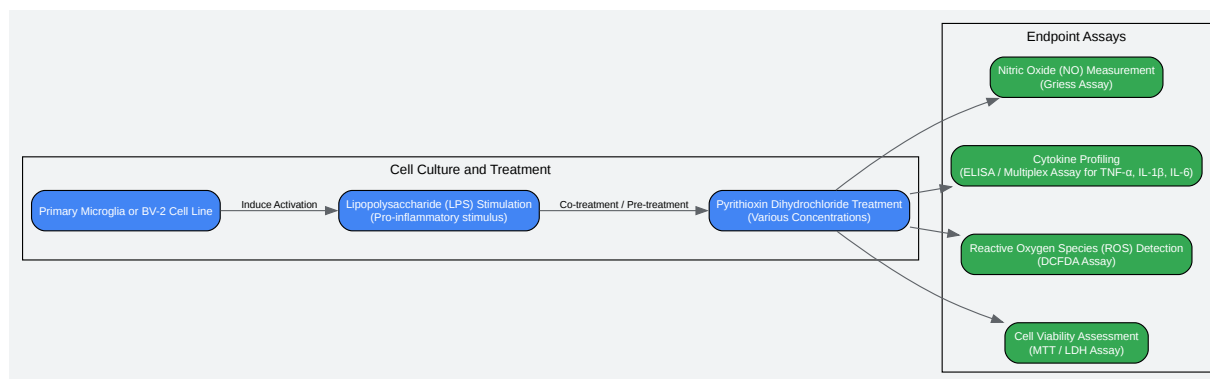 Cell Culture and Treatment
Primary Microglia or BV-2 Cell Line
Induce Activation
Lipopolysaccharide (LPS) Stimulation
(Pro-inflammatory stimulus)
Co-treatment / Pre-treatment
Pyrithioxin Dihydrochloride Treatment
(Various Concentrations)
Endpoint Assays
Nitric Oxide (NO) Measurement
(Griess Assay)
Cytokine Profiling
(ELISA / Multiplex Assay for TNF-α, IL-1β, IL-6)
Reactive Oxygen Species (ROS) Detection
(DCFDA Assay)
Cell Viability Assessment
(MTT / LDH Assay)